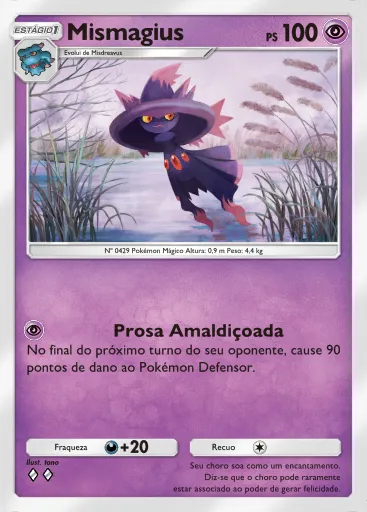 ESTÁGIO 1
Mismagius
PS 100
Evolui de Misdreavus
Nº 0429 Pokémon Mágico Altura: 0,9 m Peso: 4,4 kg
Prosa Amaldiçoada
No final do próximo turno do seu oponente, cause 90
pontos de dano ao Pokémon Defensor.
Fraqueza +20
Recuo
Ilust. tono
Seu choro soa como um encantamento.
Diz-se que o choro pode raramente
estar associado ao poder de gerar felicidade.